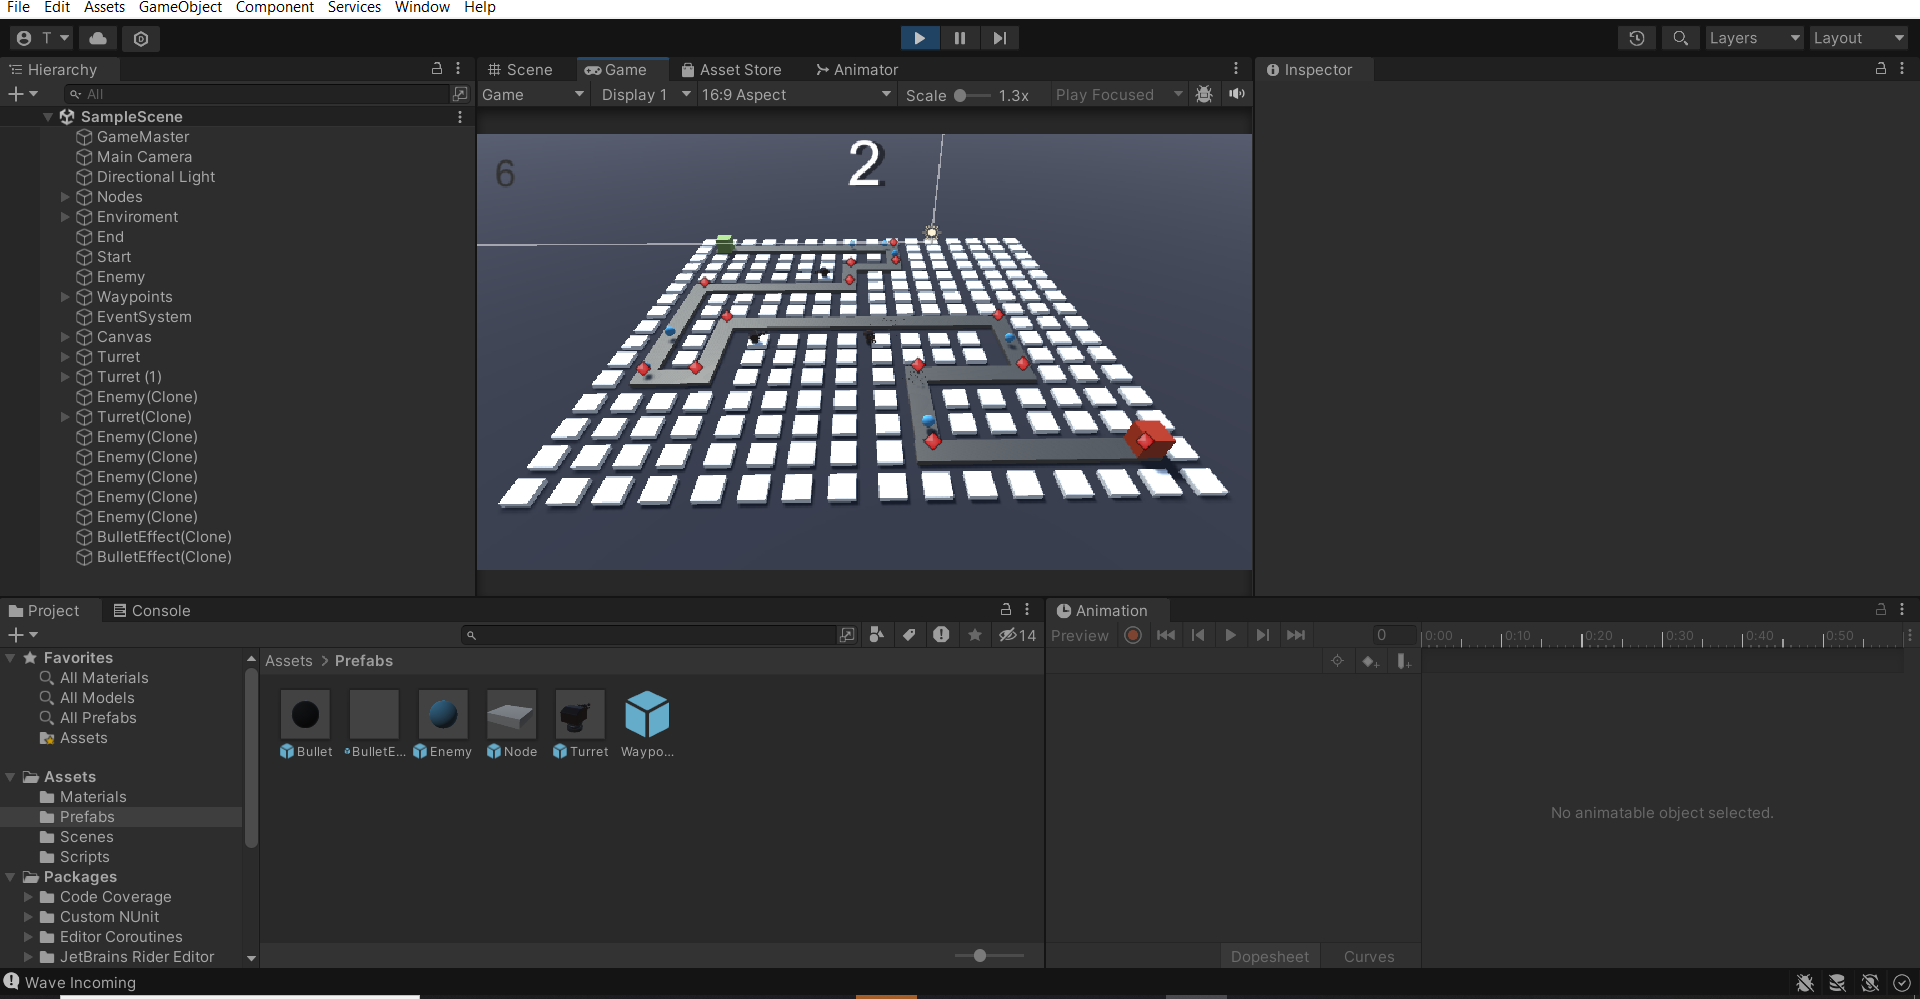 File Edit Assets GameObject Component Services Window Help
T Layers Layout
Hierarchy
All
SampleScene
GameMaster
Main Camera
Directional Light
Nodes
Enviroment
End
Start
Enemy
Waypoints
EventSystem
Canvas
Turret
Turret (1)
Enemy(Clone)
Turret(Clone)
Enemy(Clone)
Enemy(Clone)
Enemy(Clone)
Enemy(Clone)
Enemy(Clone)
BulletEffect(Clone)
BulletEffect(Clone)
Scene Game Asset Store Animator
Game Display 1 16:9 Aspect Scale 1.3x Play Focused
6
2
Inspector
Project Console
14
Favorites
All Materials
All Models
All Prefabs
Assets
Assets
Materials
Prefabs
Scenes
Scripts
Packages
Code Coverage
Custom NUnit
Editor Coroutines
JetBrains Rider Editor
Assets > Prefabs
Bullet BulletE... Enemy Node Turret Waypo...
Animation
Preview 0 0:00 0:10 0:20 0:30 0:40 0:50
No animatable object selected.
Dopesheet Curves
Wave Incoming